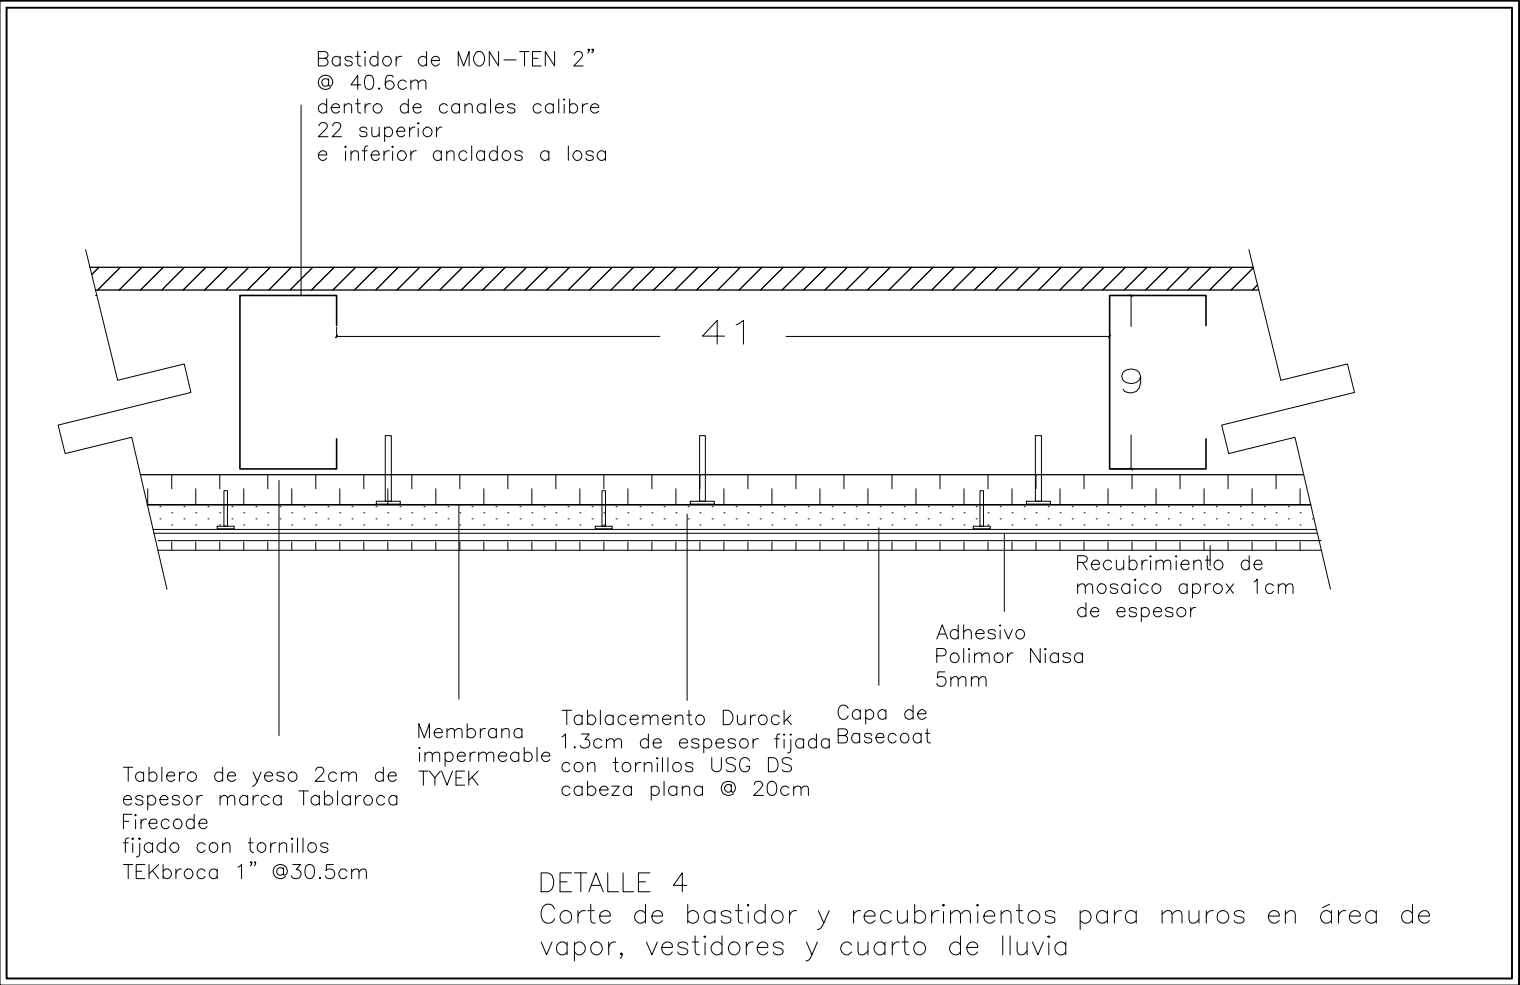 Bastidor de MON-TEN 2”
@ 40.6cm
dentro de canales calibre
22 superior
e inferior anclados a losa
41
9
Recubrimiento de
mosaico aprox 1cm
de espesor
Adhesivo
Polimor Niasa
5mm
Capa de
Basecoat
Tablacemento Durock
1.3cm de espesor fijada
con tornillos USG DS
cabeza plana @ 20cm
Membrana
impermeable
TYVEK
Tablero de yeso 2cm de
espesor marca Tablaroca
Firecode
fijado con tornillos
TEKbroca 1” @30.5cm
DETALLE 4
Corte de bastidor y recubrimientos para muros en área de
vapor, vestidores y cuarto de lluvia